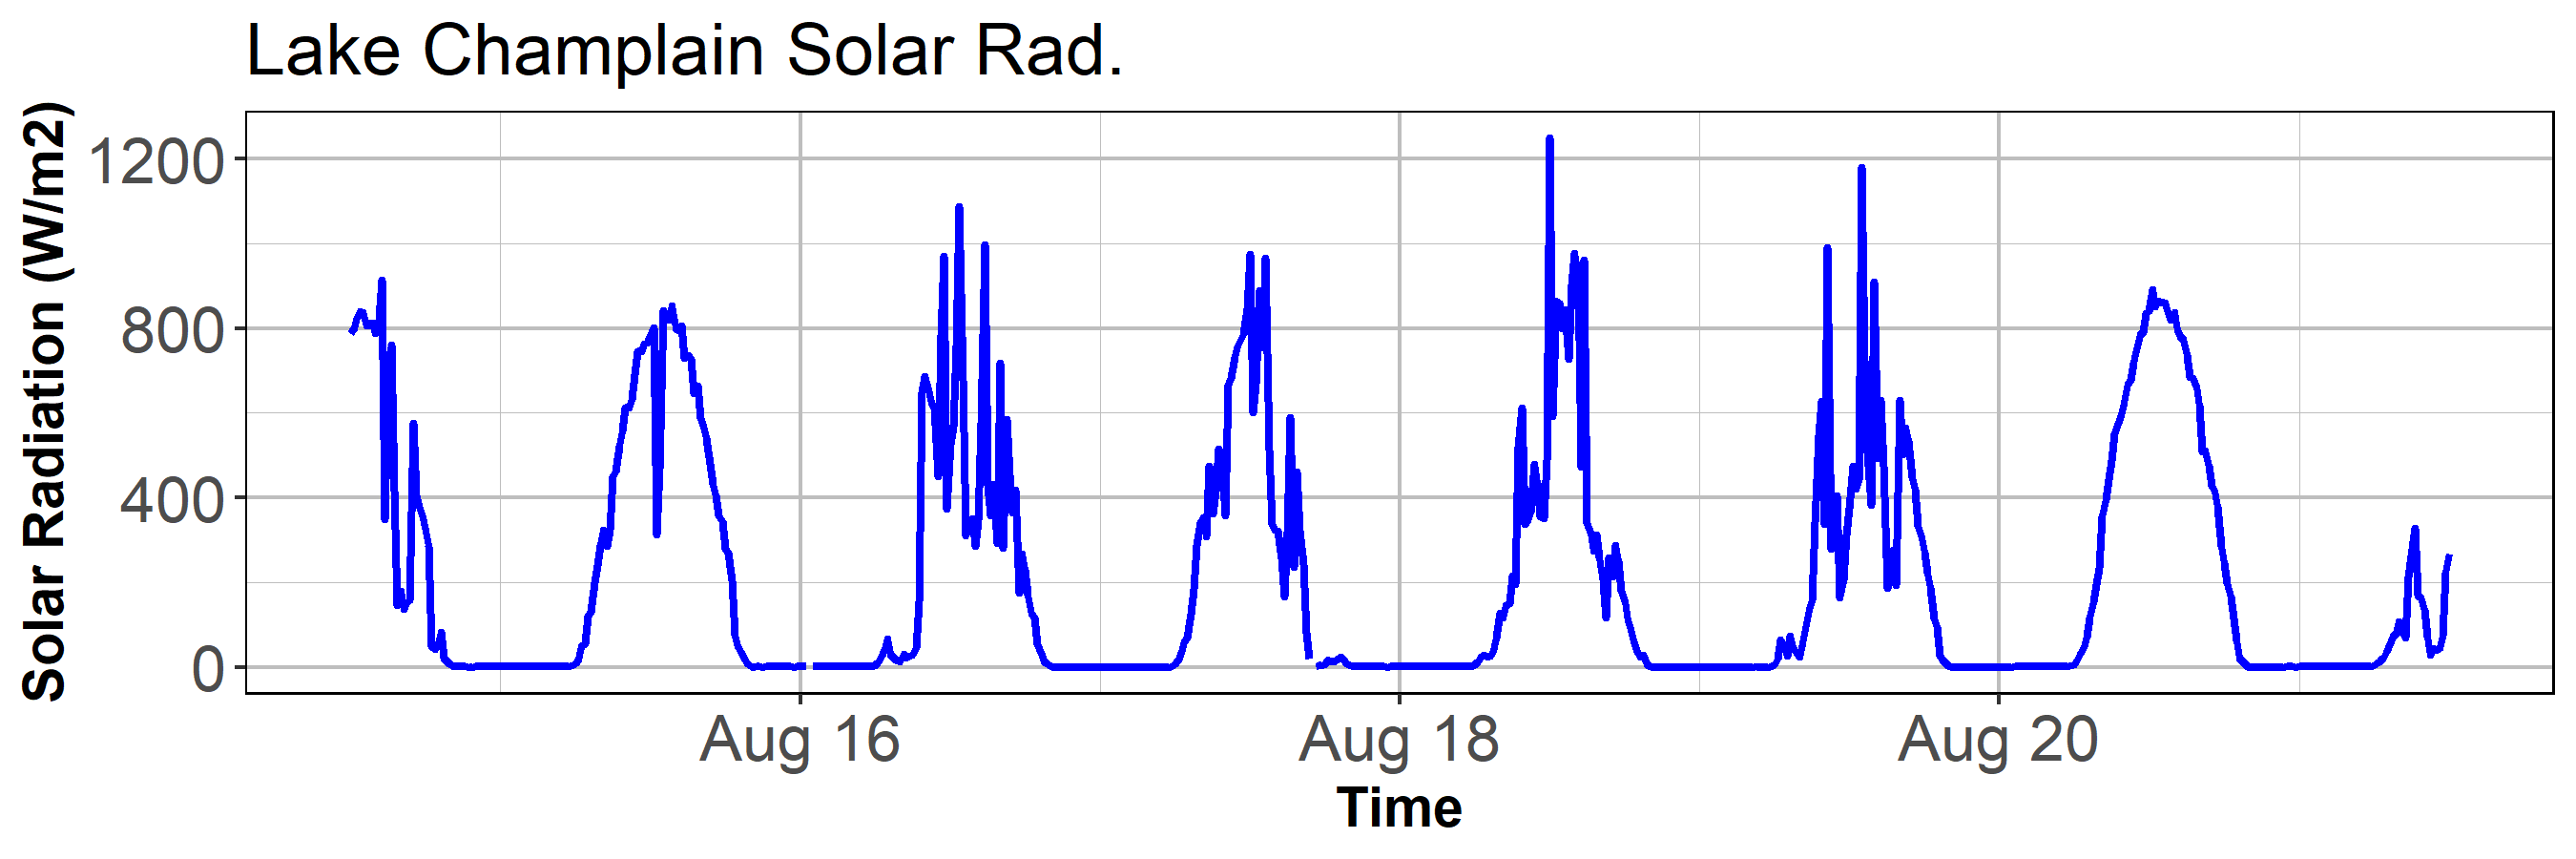 Lake Champlain Solar Rad.
Solar Radiation (W/m2)
1200
800
400
0
Aug 16 Aug 18 Aug 20
Time